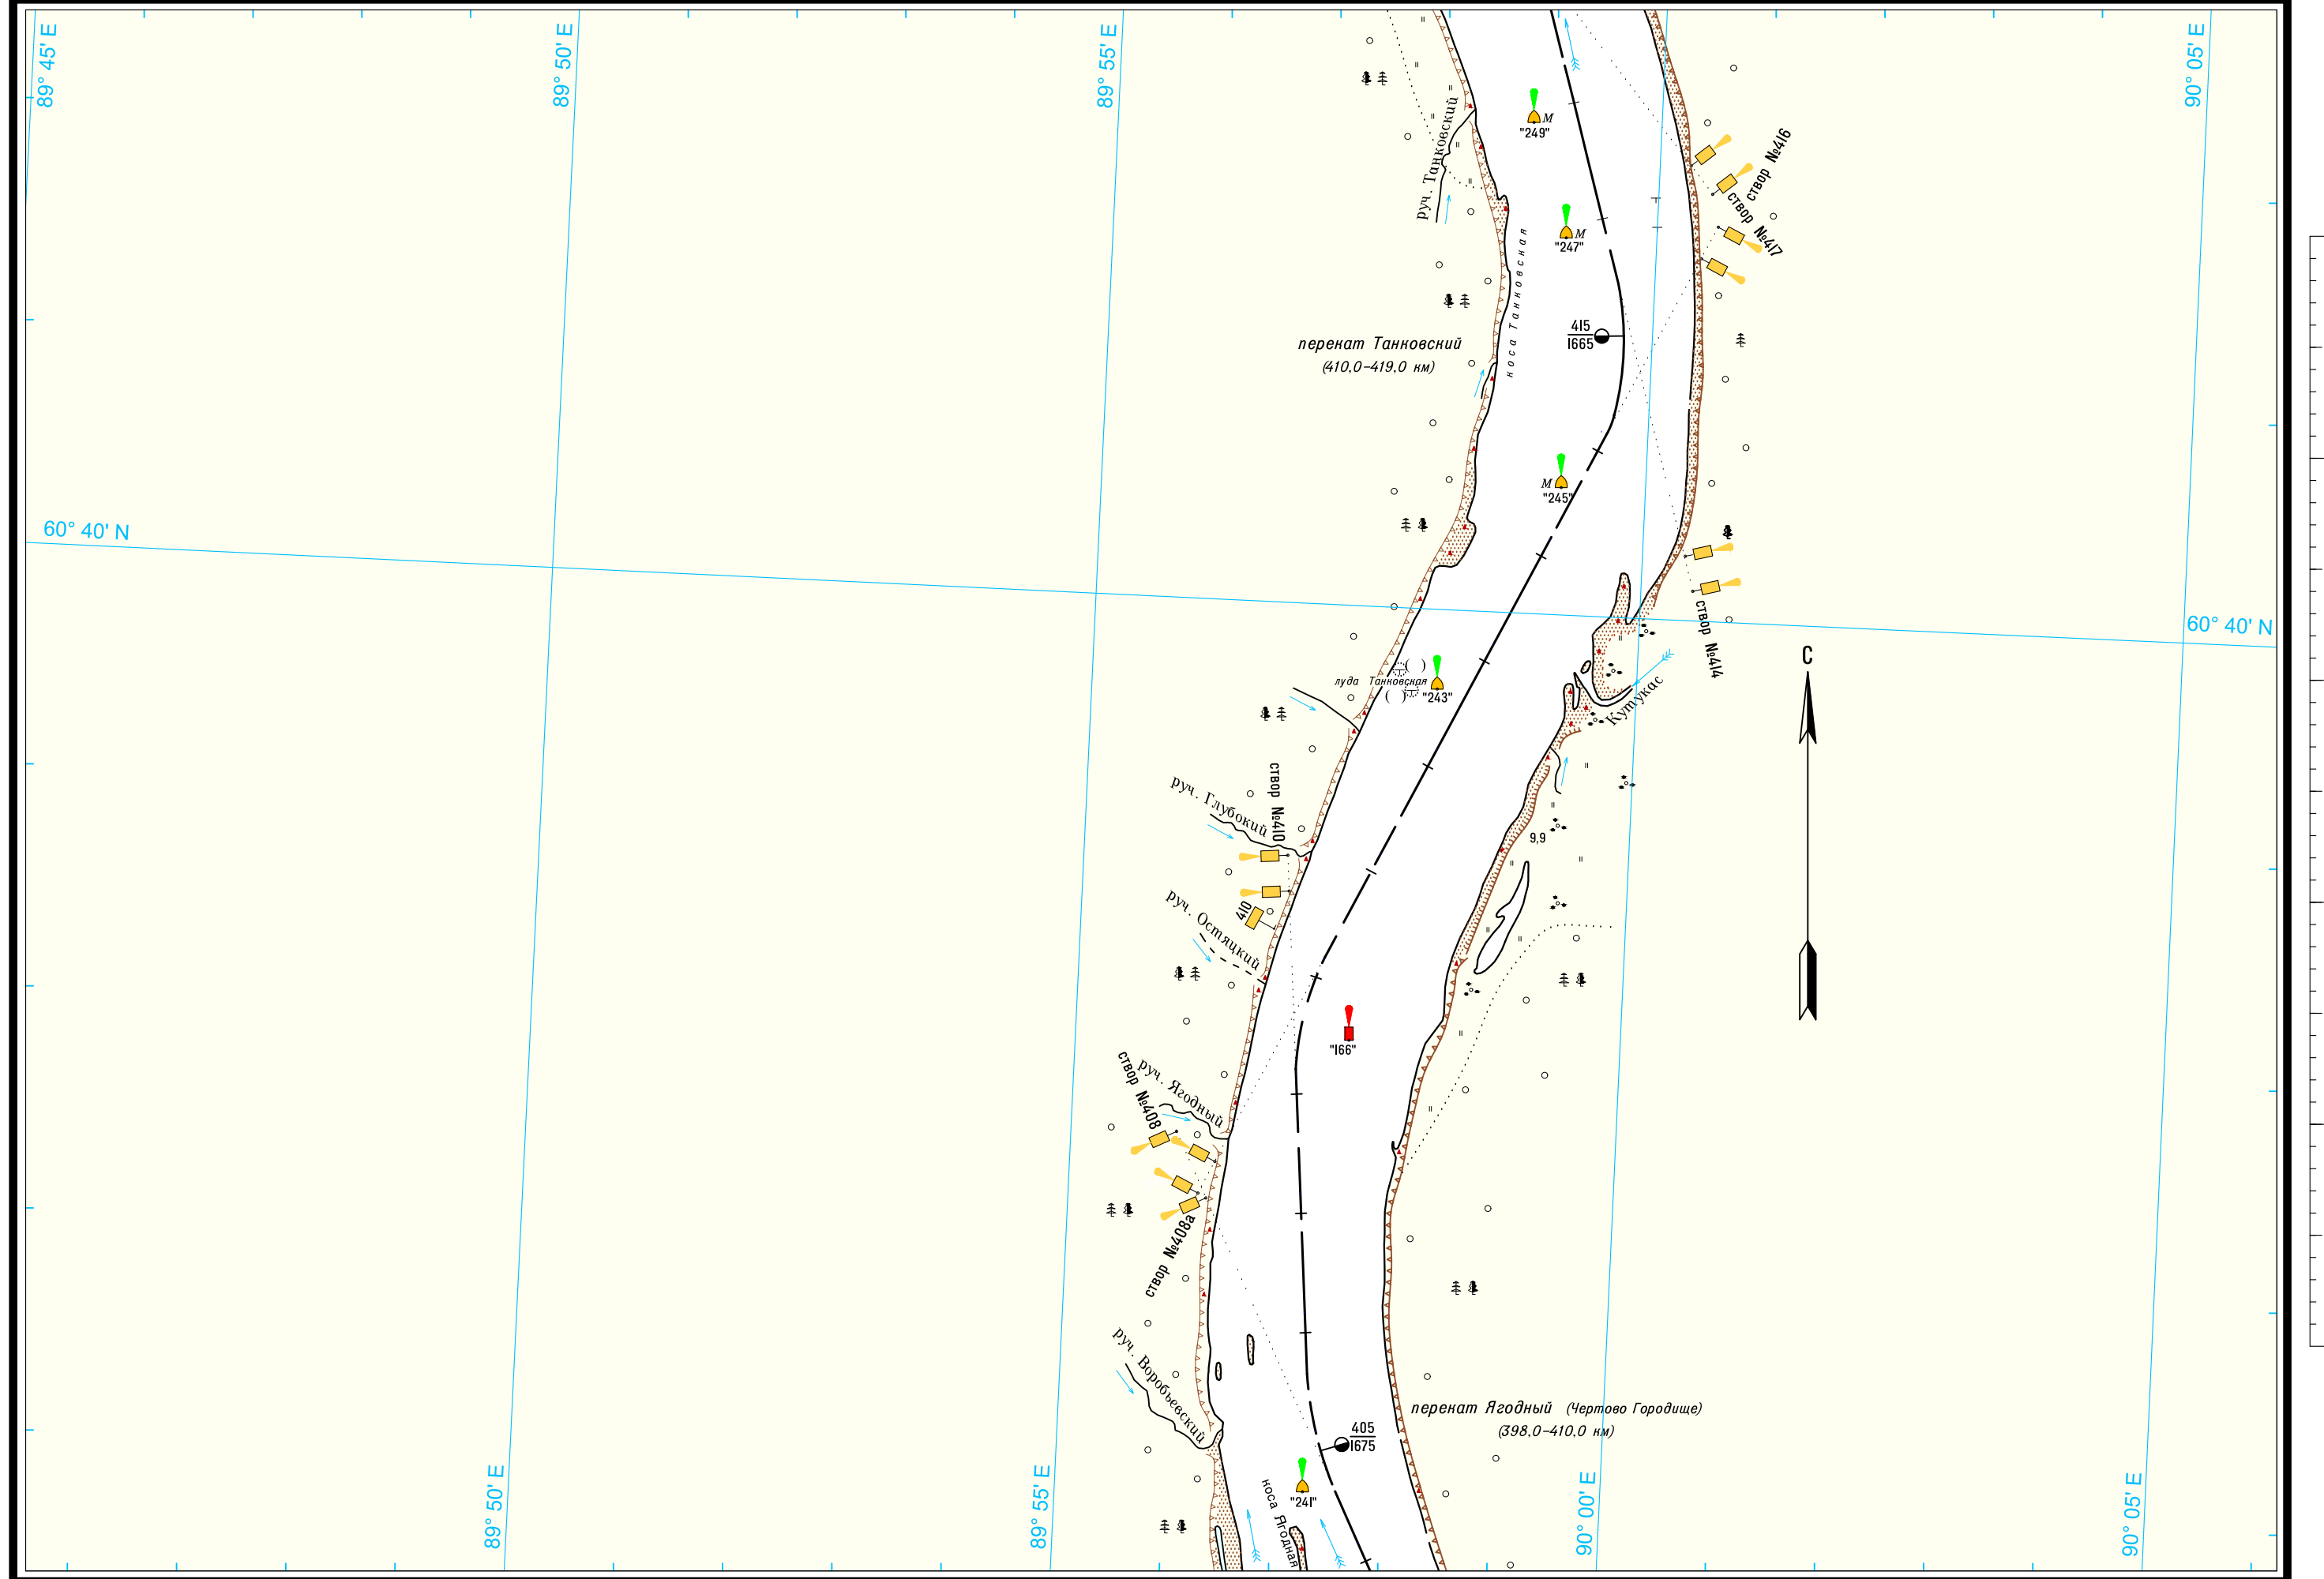 89° 45' E
89° 50' E
89° 55' E
90° 05' E
руч. Танковский
М
"249"
створ №416
створ №417
М
"247"
коса Танковская
415
1665
перекат Танковский
(410,0-419,0 км)
М
"245"
60° 40' N
60° 40' N
створ №414
С
луда Танковская
( )
( )
"243"
Кутукас
руч. Глубокий
створ №410
9,9
410
руч. Остяцкий
"166"
створ №408
руч. Ягодный
створ №408а
руч. Воробьевский
перекат Ягодный (Чертово Городище)
(398,0-410,0 км)
405
1675
"241"
коса Ягодная
89° 50' E
89° 55' E
90° 00' E
90° 05' E